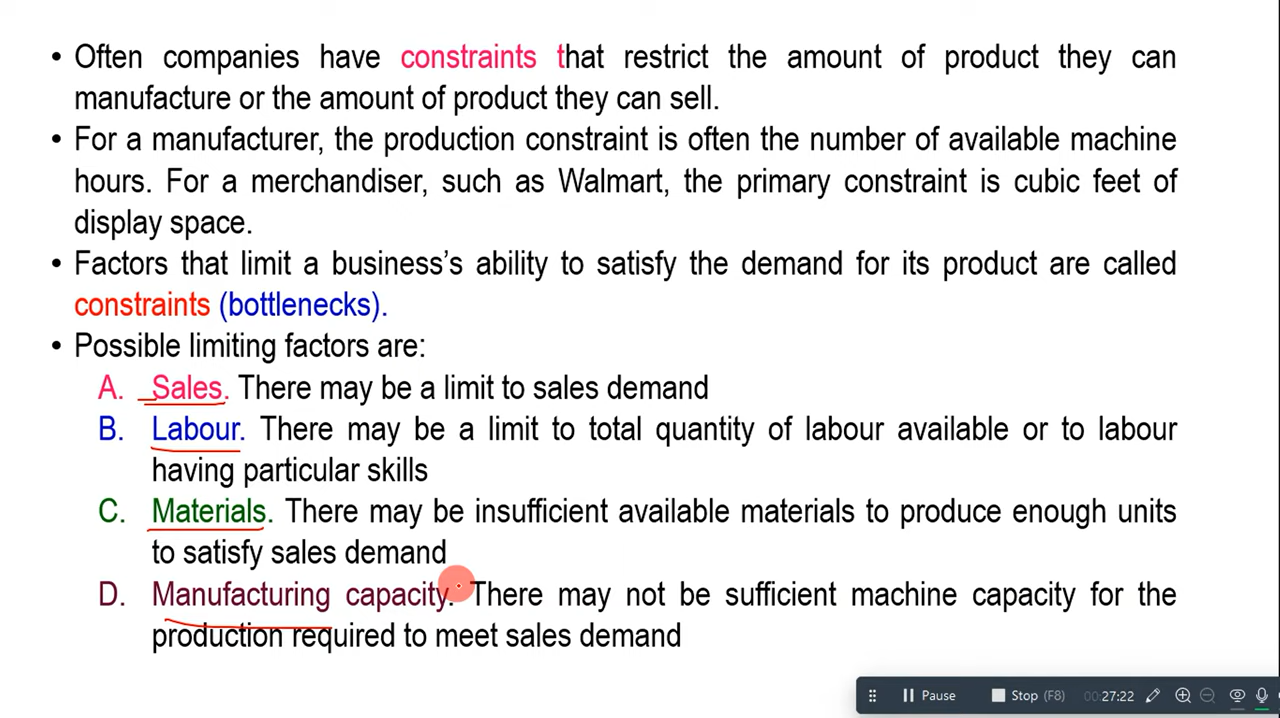 • Often companies have constraints that restrict the amount of product they can
manufacture or the amount of product they can sell.
• For a manufacturer, the production constraint is often the number of available machine
hours. For a merchandiser, such as Walmart, the primary constraint is cubic feet of
display space.
• Factors that limit a business's ability to satisfy the demand for its product are called
constraints (bottlenecks).
• Possible limiting factors are:
A. Sales. There may be a limit to sales demand
B. Labour. There may be a limit to total quantity of labour available or to labour
having particular skills
C. Materials. There may be insufficient available materials to produce enough units
to satisfy sales demand
D. Manufacturing capacity. There may not be sufficient machine capacity for the
production required to meet sales demand
Pause Stop (F8) 00:27:22